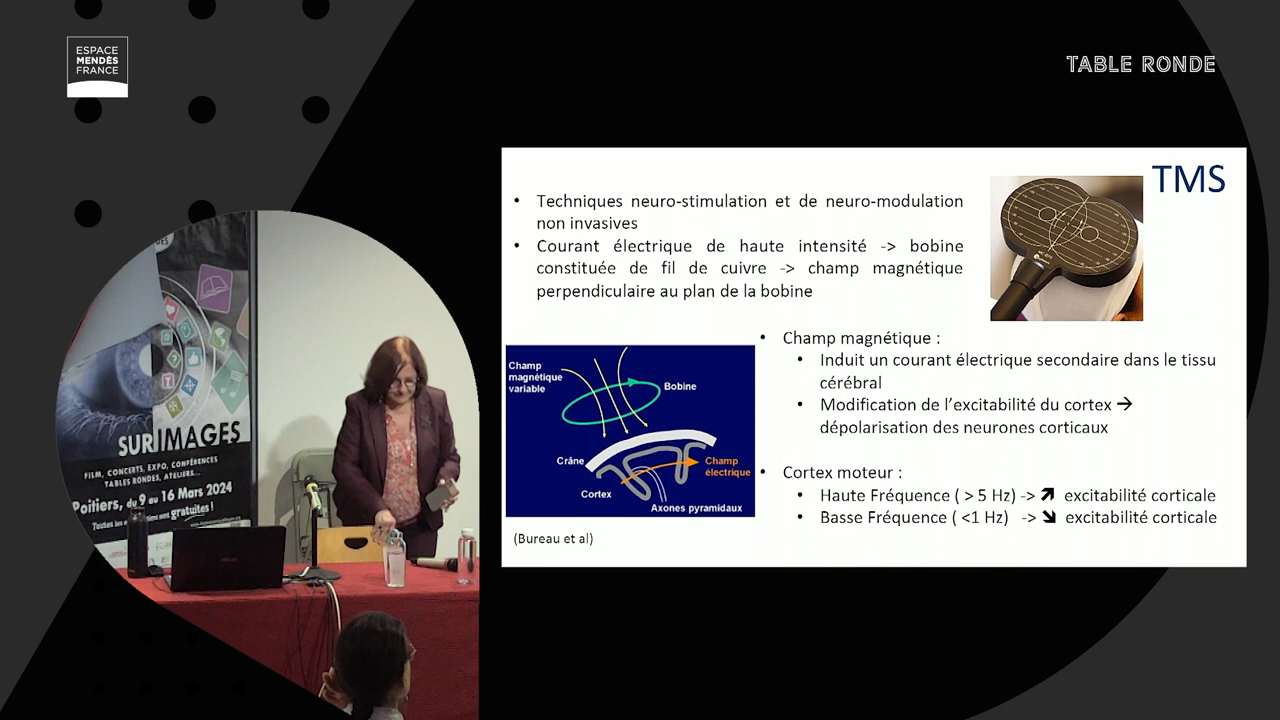 ESPACE
MENDÈS
FRANCE
TABLE RONDE
TMS
• Techniques neuro-stimulation et de neuro-modulation
non invasives
• Courant électrique de haute intensité -> bobine
constituée de fil de cuivre -> champ magnétique
perpendiculaire au plan de la bobine
Champ
magnétique
variable
Bobine
Crâne
Cortex
Champ
électrique
Axones pyramidaux
(Bureau et al)
• Champ magnétique :
• Induit un courant électrique secondaire dans le tissu
cérébral
• Modification de l’excitabilité du cortex →
dépolarisation des neurones corticaux
• Cortex moteur :
• Haute Fréquence ( > 5 Hz) -> ↗ excitabilité corticale
• Basse Fréquence ( <1 Hz) -> ↘ excitabilité corticale
SURIMAGES
FILM, CONCERTS, EXPO, CONFÉRENCES
TABLES RONDES, ATELIERS...
Poitiers, du 9 au 16 Mars 2024
Toutes les gratuites !